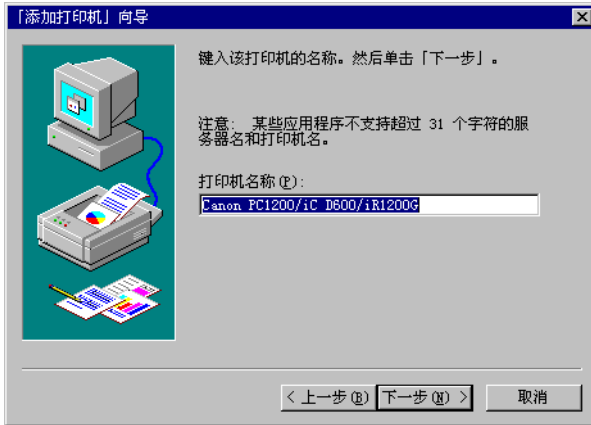 「添加打印机」向导
键入该打印机的名称。然后单击「下一步」。
注意: 某些应用程序不支持超过 31 个字符的服
务器名和打印机名。
打印机名称(P):
Canon PC1200/iC D600/iR1200G
< 上一步(B) 下一步(N) > 取消